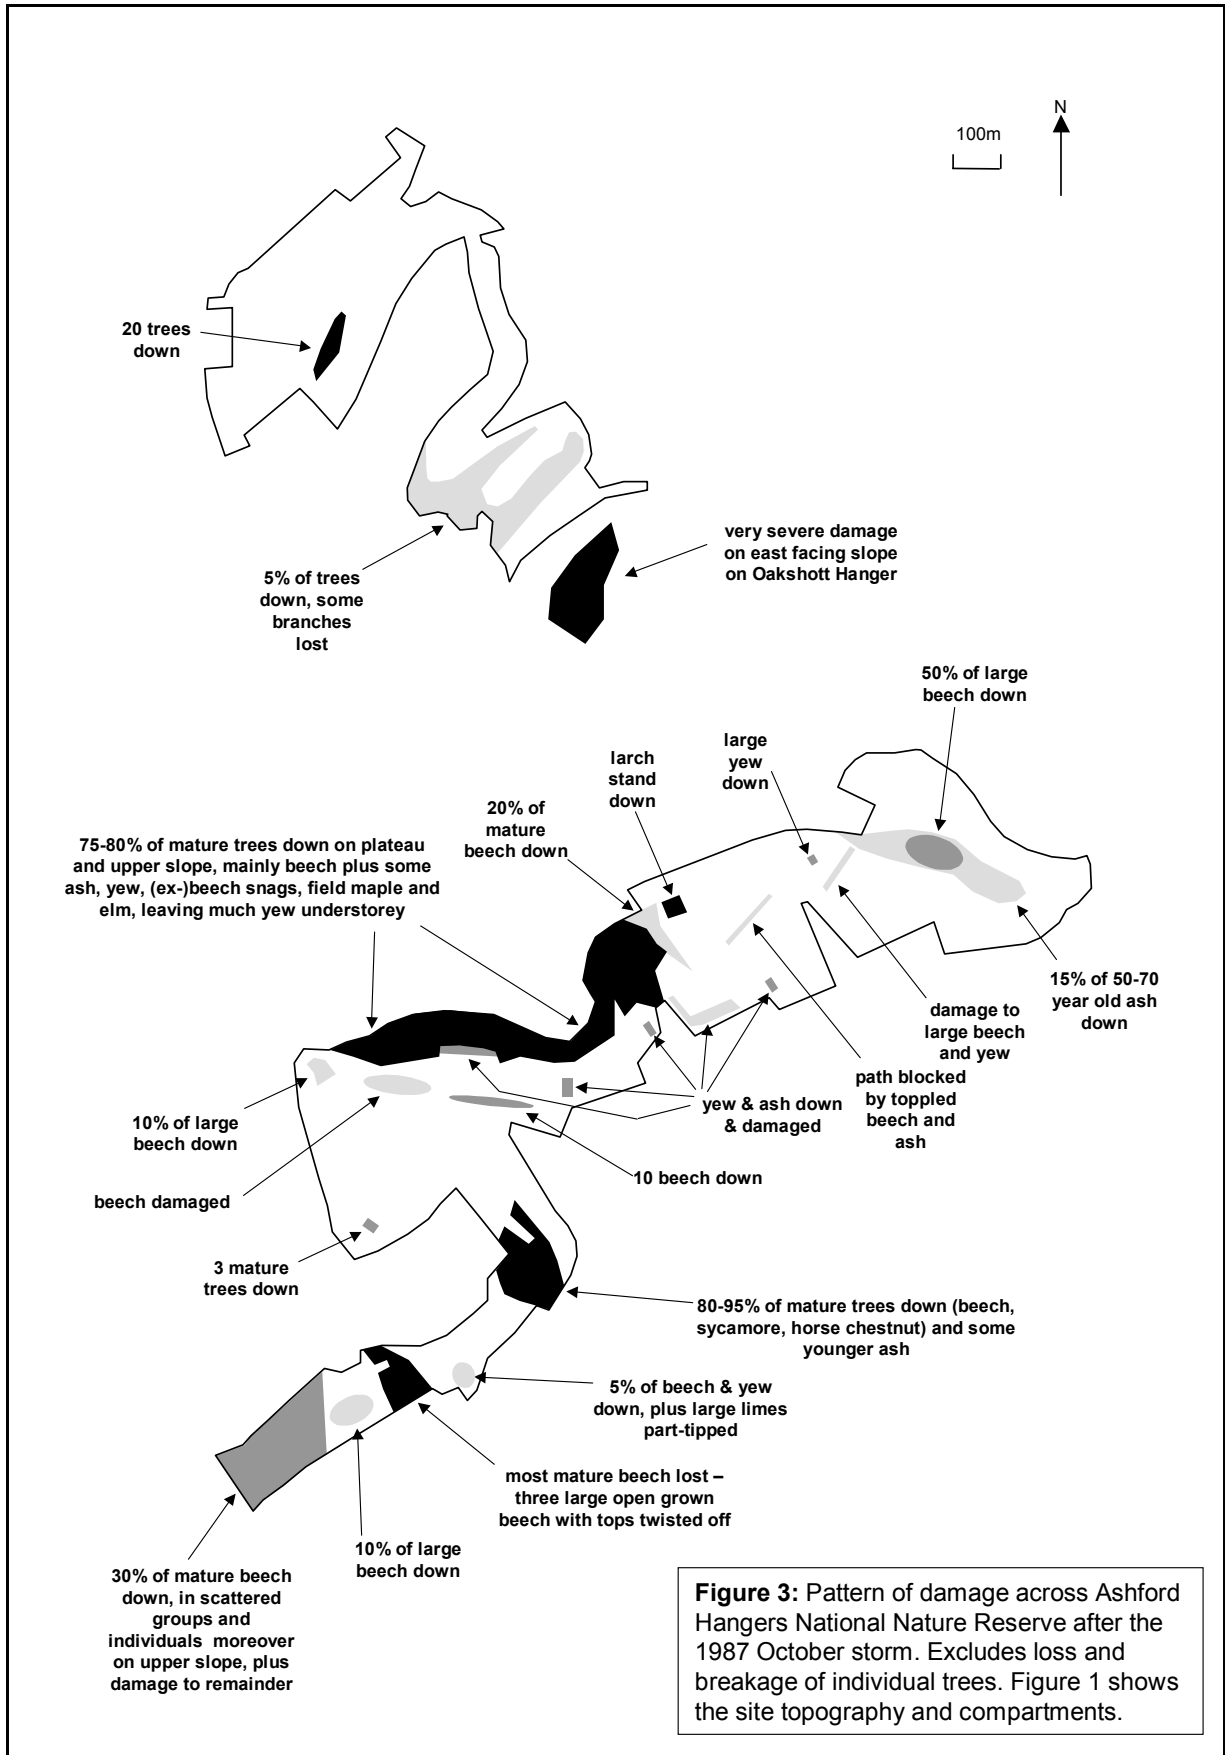 N
100m
20 trees
down
5% of trees
down, some
branches
lost
very severe damage
on east facing slope
on Oakshott Hanger
50% of large
beech down
large
yew
down
larch
stand
down
20% of
mature
beech down
75-80% of mature trees down on plateau
and upper slope, mainly beech plus some
ash, yew, (ex-)beech snags, field maple and
elm, leaving much yew understorey
15% of 50-70
year old ash
down
damage to
large beech
and yew
path blocked
by toppled
beech and
ash
yew & ash down
& damaged
10% of large
beech down
10 beech down
beech damaged
3 mature
trees down
80-95% of mature trees down (beech,
sycamore, horse chestnut) and some
younger ash
5% of beech & yew
down, plus large limes
part-tipped
most mature beech lost –
three large open grown
beech with tops twisted off
10% of large
beech down
30% of mature beech
down, in scattered
groups and
individuals moreover
on upper slope, plus
damage to remainder
Figure 3: Pattern of damage across Ashford
Hangers National Nature Reserve after the
1987 October storm. Excludes loss and
breakage of individual trees. Figure 1 shows
the site topography and compartments.